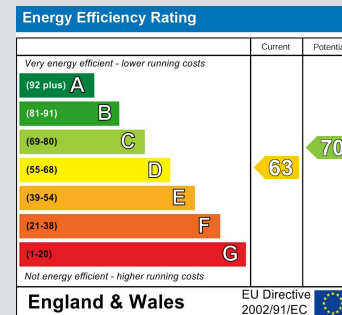 Energy Efficiency Rating
Current
Very energy efficient - lower running costs
(92 plus) A
(81-91) B
(69-80) C
70
(55-68) D
63
(39-54) E
(21-38) F
(1-20) G
Not energy efficient - higher running costs
England & Wales
EU Directive
2002/91/EC